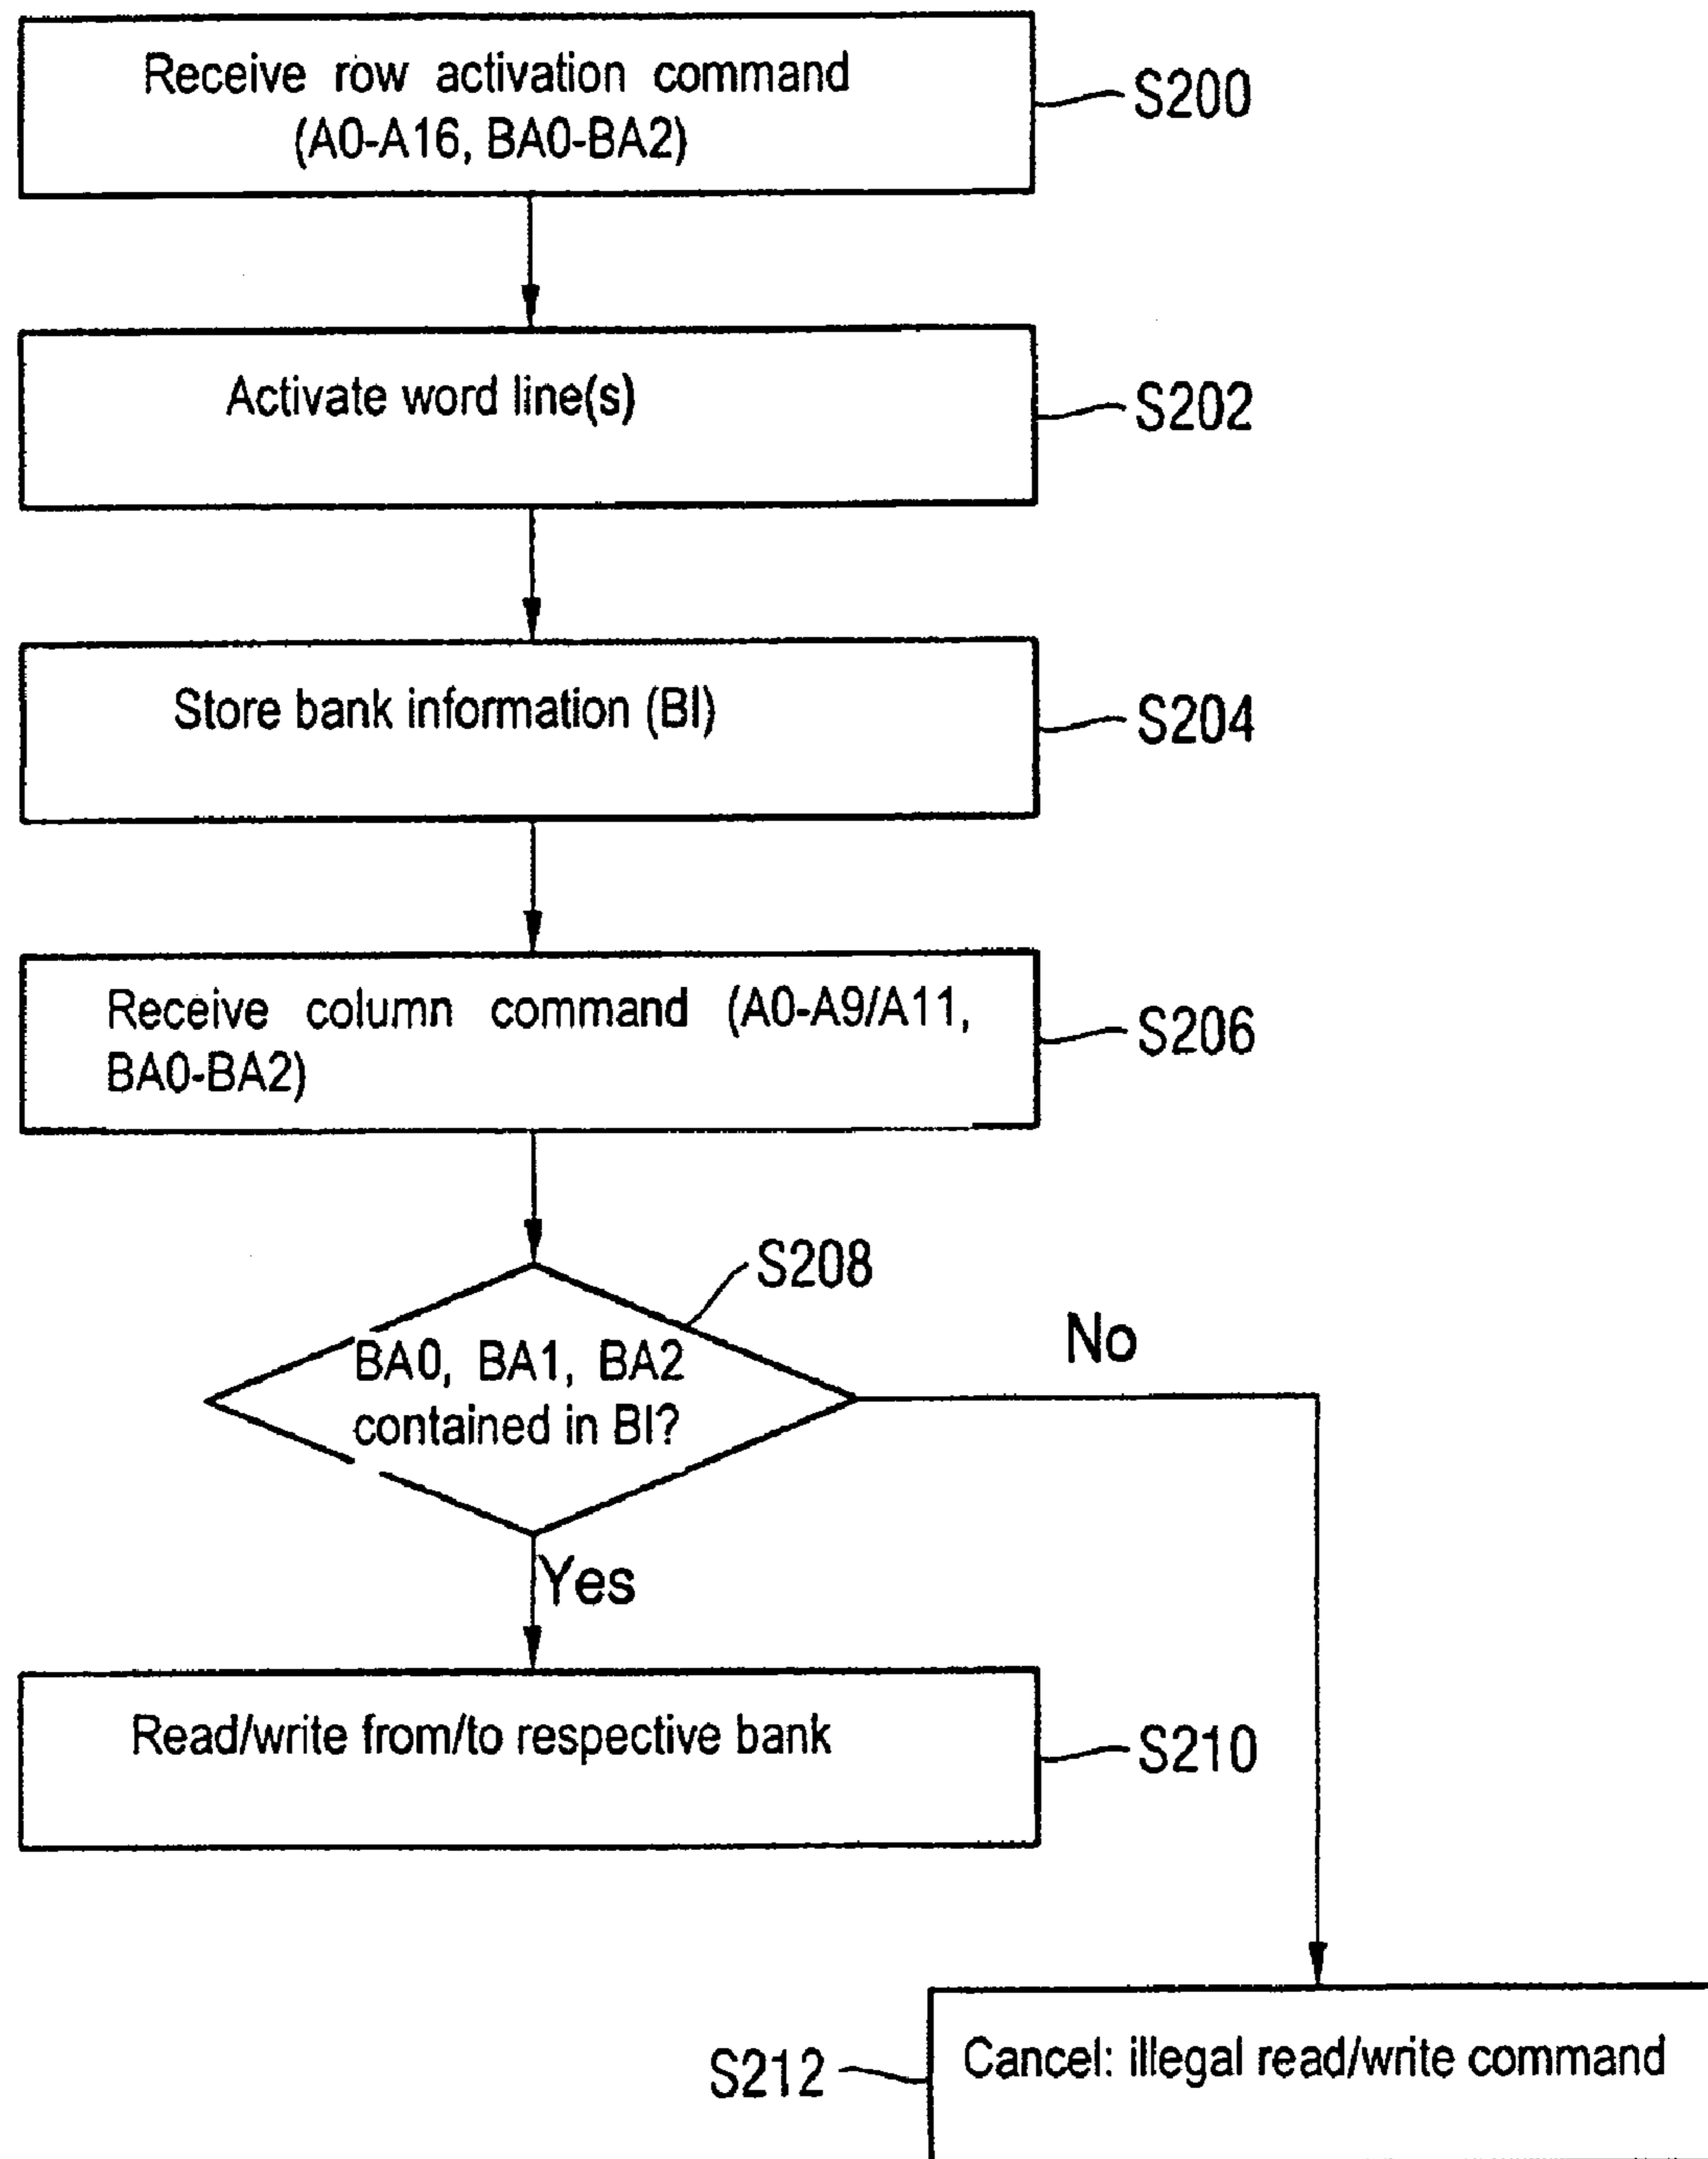 Receive row activation command
(A0-A16, BA0-BA2)
S200
Activate word line(s)
S202
Store bank information (BI)
S204
Receive column command (A0-A9/A11,
BA0-BA2)
S206
S208
BA0, BA1, BA2
contained in BI?
No
Yes
Read/write from/to respective bank
S210
S212
Cancel: illegal read/write command